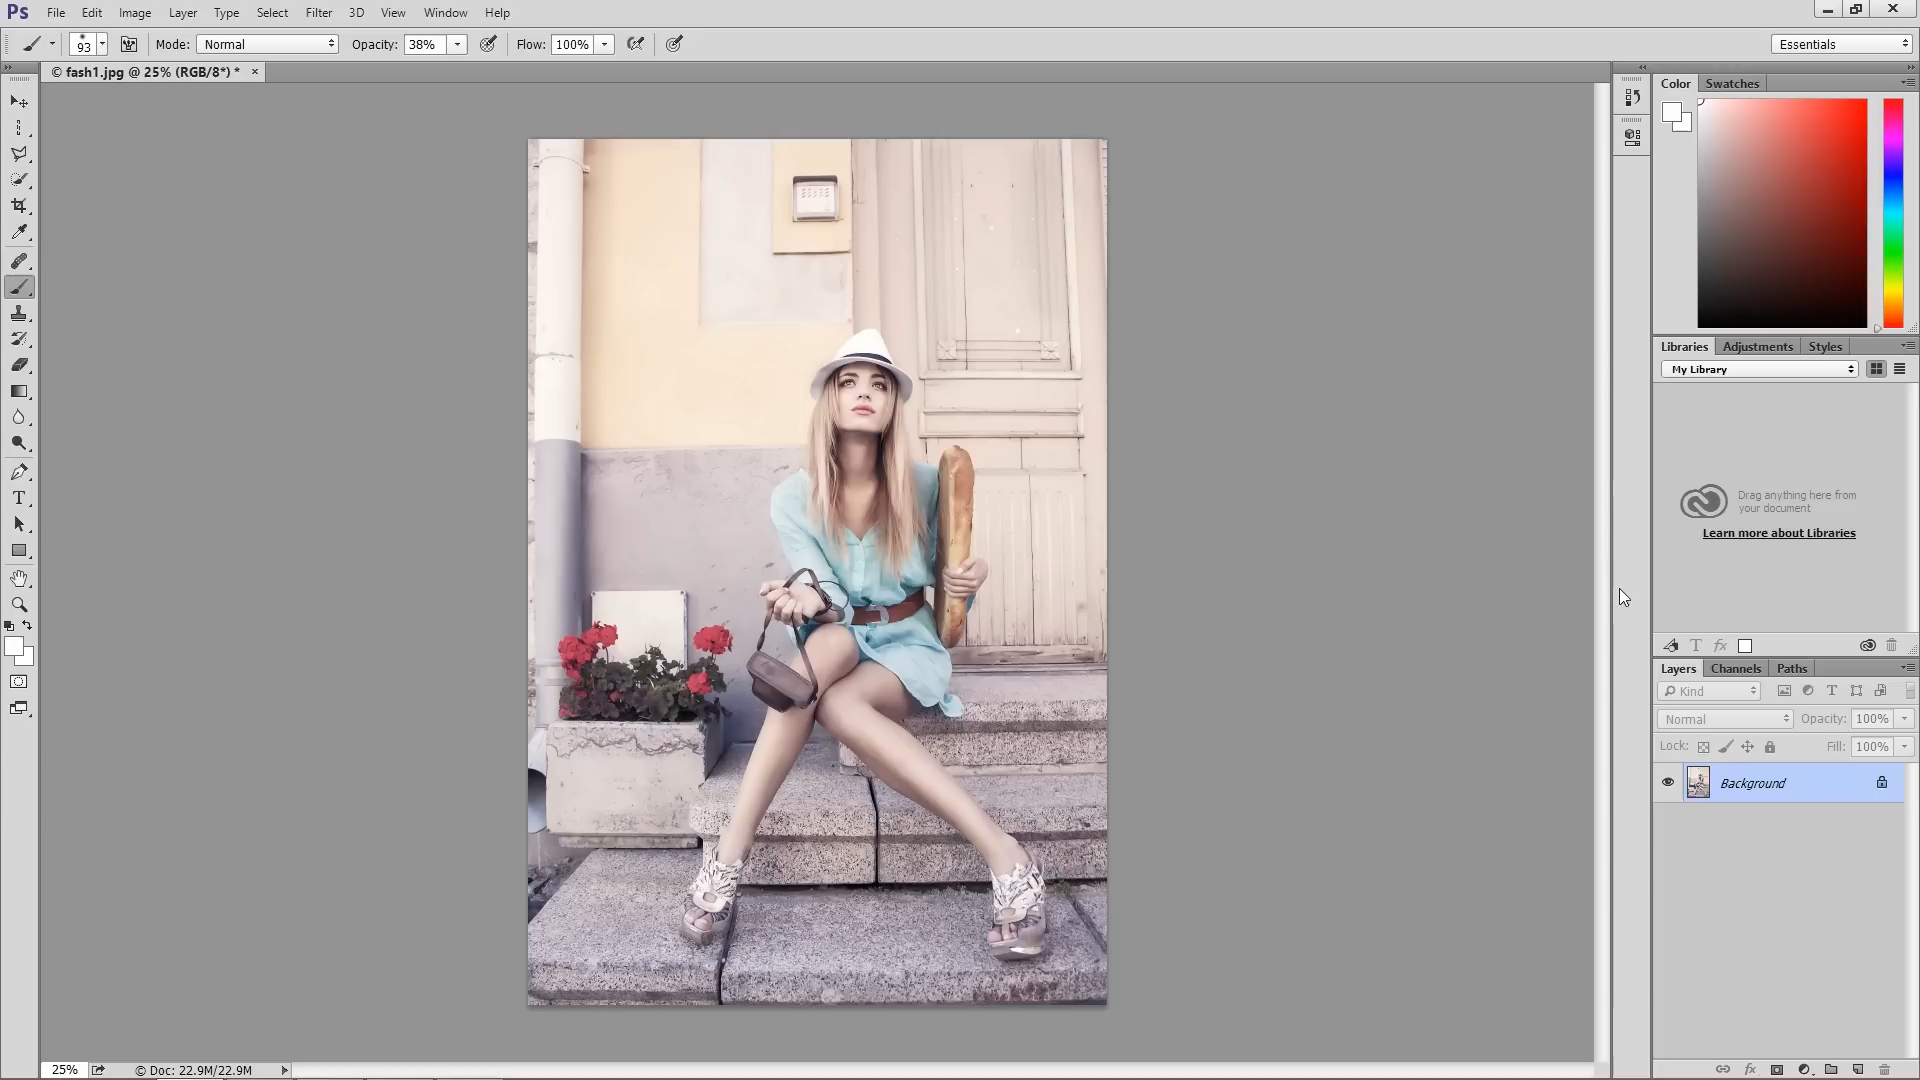 Ps File Edit Image Layer Type Select Filter 3D View Window Help
93 Mode: Normal Opacity: 38% Flow: 100% Essentials
© fash1.jpg @ 25% (RGB/8*) * ×
Color Swatches
Libraries Adjustments Styles
My Library
Drag anything here from
your document
Learn more about Libraries
T fx
Layers Channels Paths
Kind T
Normal Opacity: 100%
Lock: Fill: 100%
Background
25% © Doc: 22.9M/22.9M fx